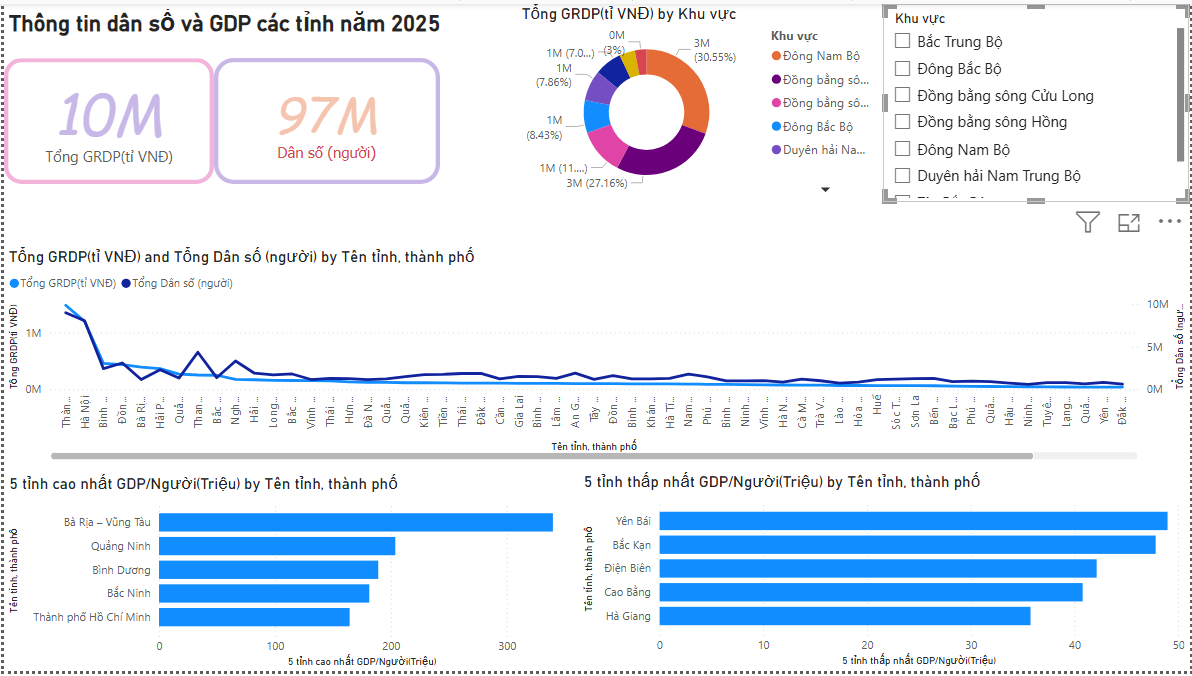 Thông tin dân số và GDP các tỉnh năm 2025
10M
Tổng GRDP(tỉ VNĐ)
97M
Dân số (người)
Tổng GRDP(tỉ VNĐ) by Khu vực
0M
(3%)
1M (7.0...)
1M
(7.86%)
1M
(8.43%)
1M (11....)
3M (27.16%)
3M
(30.55%)
Khu vực
Đông Nam Bộ
Đồng bằng sô...
Đồng bằng sô...
Đông Bắc Bộ
Duyên hải Na...
Khu vực
Bắc Trung Bộ
Đông Bắc Bộ
Đồng bằng sông Cửu Long
Đồng bằng sông Hồng
Đông Nam Bộ
Duyên hải Nam Trung Bộ
Tổng GRDP(tỉ VNĐ) and Tổng Dân số (người) by Tên tỉnh, thành phố
Tổng GRDP(tỉ VNĐ) Tổng Dân số (người)
Tổng GRDP(tỉ VNĐ)
1M
0M
10M
5M
0M
Tổng Dân số (ngư...
Thàn...
Hà Nội
Bình ...
Đồn...
Bà Rị...
Hải P...
Quả...
Than...
Bắc ...
Ngh...
Hải ...
Long...
Bắc ...
Vĩnh ...
Thái ...
Hưn...
Đà N...
Quả...
Quả...
Kiên ...
Tiền ...
Thái ...
Đắk ...
Cần ...
Gia Lai
Bình ...
Lâm ...
An G...
Tây ...
Đồn...
Bình ...
Khán...
Hà Tĩ...
Nam...
Phú ...
Bình ...
Ninh...
Vĩnh ...
Hà N...
Cà M...
Trà V...
Lào ...
Hòa ...
Huế
Sóc T...
Sơn La
Bến ...
Bạc L...
Phú ...
Quả...
Hậu ...
Ninh...
Tuyê...
Lạng...
Quả...
Yên ...
Đắk ...
Tên tỉnh, thành phố
5 tỉnh cao nhất GDP/Người(Triệu) by Tên tỉnh, thành phố
Tên tỉnh, thành phố
Bà Rịa – Vũng Tàu
Quảng Ninh
Bình Dương
Bắc Ninh
Thành phố Hồ Chí Minh
0 100 200 300
5 tỉnh cao nhất GDP/Người(Triệu)
5 tỉnh thấp nhất GDP/Người(Triệu) by Tên tỉnh, thành phố
Tên tỉnh, thành phố
Yên Bái
Bắc Kạn
Điện Biên
Cao Bằng
Hà Giang
0 10 20 30 40 50
5 tỉnh thấp nhất GDP/Người(Triệu)